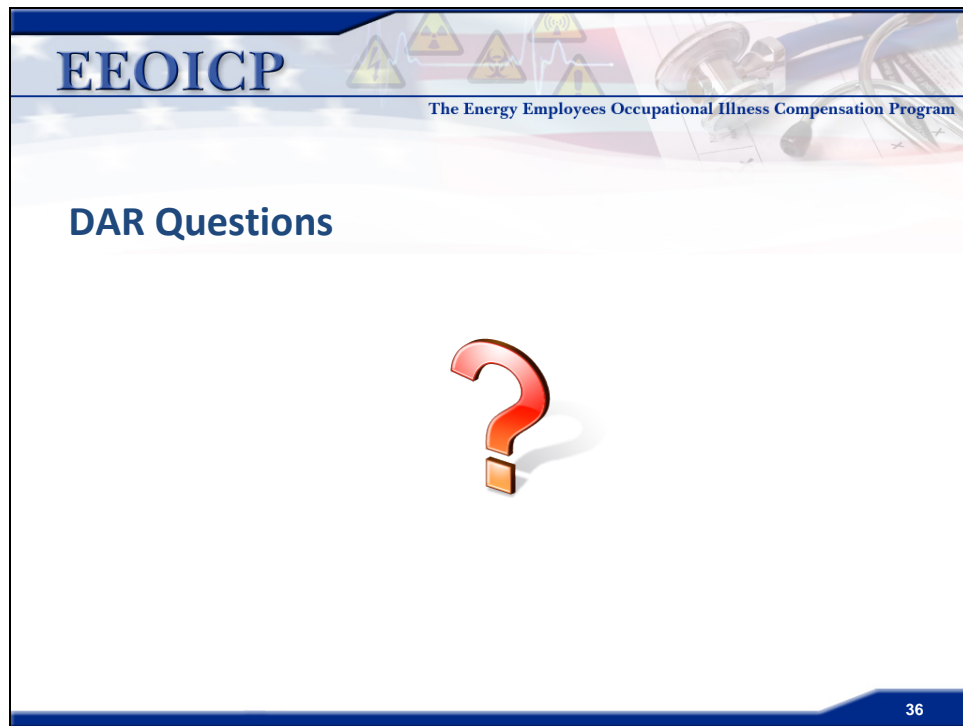 EEOICP
The Energy Employees Occupational Illness Compensation Program
DAR Questions
?
36